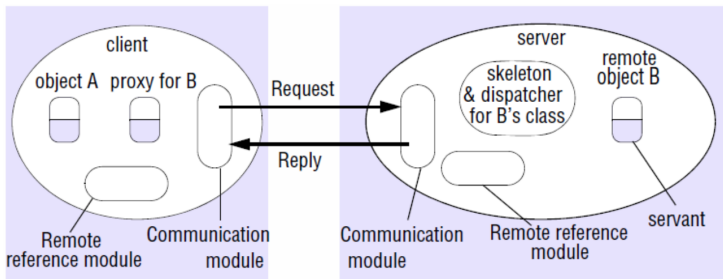 client
object A
proxy for B
Request
Reply
Remote
reference module
Communication
module
server
skeleton
& dispatcher
for B's class
remote
object B
Communication
module
Remote reference
module
servant